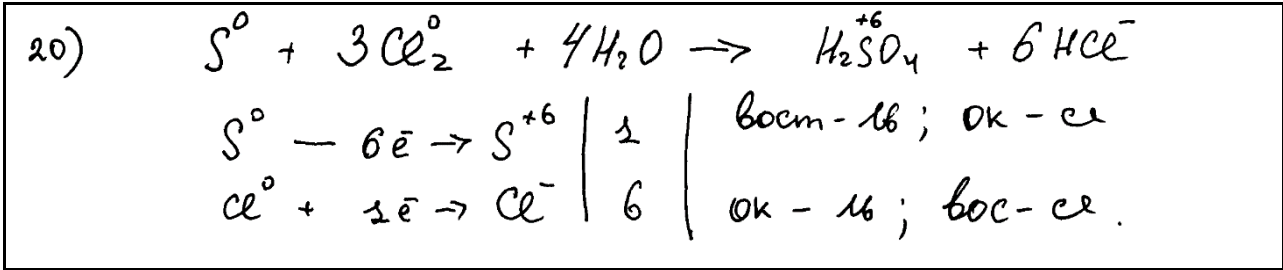 20) S⁰ + 3Cl₂⁰ + 4H₂O → H₂S⁺⁶O₄ + 6HCl⁻
S⁰ — 6ē → S⁺⁶ | 1 | вост-ль; ок-ся
Cl⁰ + 1ē → Cl⁻ | 6 | ок-ль; вос-ся.